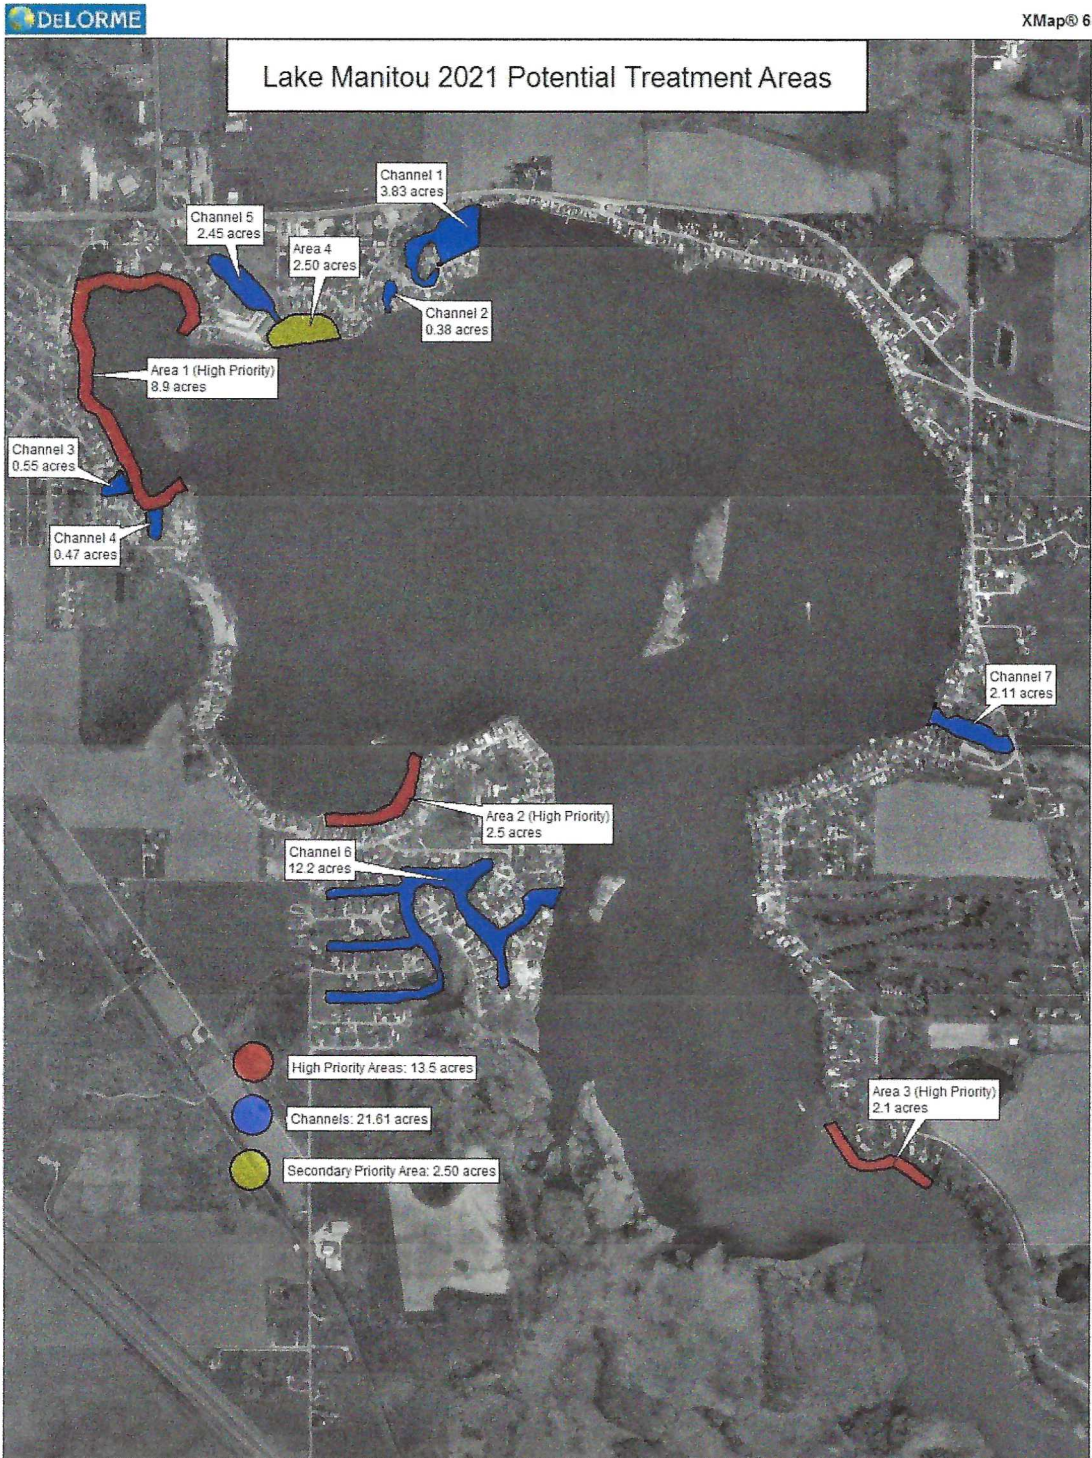 DELORME
XMap® 6
Lake Manitou 2021 Potential Treatment Areas
Channel 1
3.83 acres
Channel 5
2.45 acres
Area 4
2.50 acres
Channel 2
0.38 acres
Area 1 (High Priority)
8.9 acres
Channel 3
0.55 acres
Channel 4
0.47 acres
Channel 7
2.11 acres
Area 2 (High Priority)
2.5 acres
Channel 6
12.2 acres
High Priority Areas: 13.5 acres
Channels: 21.61 acres
Secondary Priority Area: 2.50 acres
Area 3 (High Priority)
2.1 acres